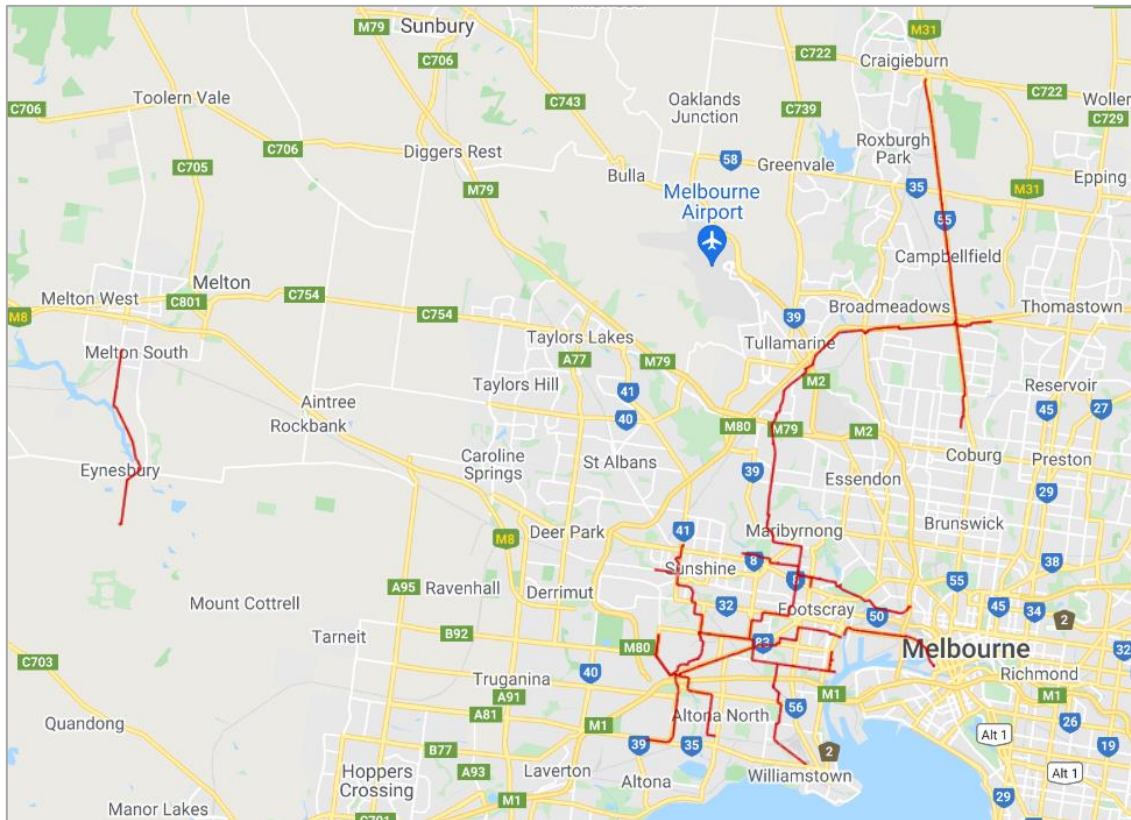 M31
Sunbury
M79
C706
C722
Craigieburn
C706
Toolern Vale
C743
Oaklands
Junction
C739
C722
Woller
C729
C705
C706
Diggers Rest
Roxburgh
Park
58
Greenvale
Bulla
M79
35
M31
Epping
Melbourne
Airport
55
Campbellfield
Melton
Melton West
C801
C754
Broadmeadows
Thomastown
M8
C754
39
Taylors Lakes
Tullamarine
Melton South
A77
M79
Taylors Hill
41
M2
Reservoir
Aintree
40
45
27
Rockbank
M80
M79
M2
Caroline
Springs
St Albans
39
Coburg
Preston
Eynesbury
Essendon
29
Deer Park
41
Maribyrnong
Brunswick
M8
Sunshine
8
38
A95
Ravenhall
8
55
Mount Cottrell
Derrimut
32
Footscray
50
45
34
2
Tarneit
B92
M80
83
Melbourne
32
C703
40
Richmond
Truganina
A91
M1
M1
Quandong
A81
M1
Altona North
56
26
B77
39
35
Alt 1
19
Hoppers
Crossing
A93
Laverton
Altona
2
Williamstown
Alt 1
Manor Lakes
C701
M1
29